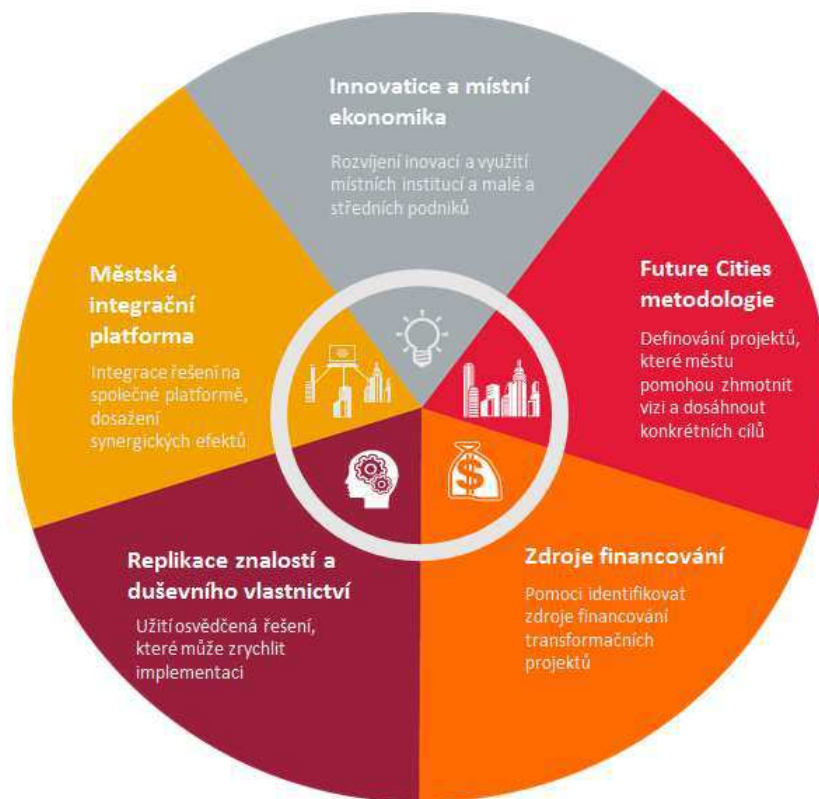 Innovatice a místní
ekonomika
Rozvíjení inovací a využití
místních institucí a malé a
středních podniků
Future Cities
metodologie
Definování projektů,
které městu
pomohou zhmotnit
vizi a dosáhnout
konkrétních cílů
Zdroje financování
Pomoci identifikovat
zdroje financování
transformačních
projektů
Replikace znalostí a
duševního vlastnictví
Užití osvědčená řešení,
které může zrychlit
implementaci
Městská
integrační
platforma
Integrace řešení na
společné platformě,
dosažení
synergických efektů
$